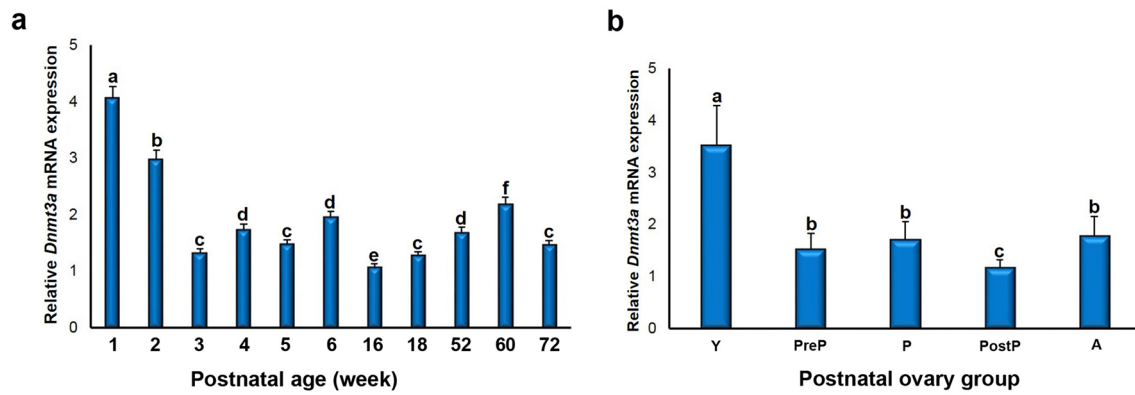 a
Relative Dnmt3a mRNA expression
5
4
3
2
1
0
a
b
c
d
c
d
e
c
d
f
c
1 2 3 4 5 6 16 18 52 60 72
Postnatal age (week)
b
Relative Dnmt3a mRNA expression
5
4
3
2
1
0
a
b
b
c
b
Y PreP P PostP A
Postnatal ovary group